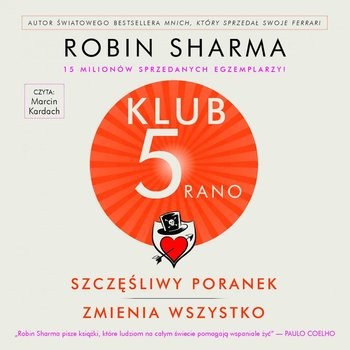 AUTOR ŚWIATOWEGO BESTSELLERA MNICH, KTÓRY SPRZEDAŁ SWOJE FERRARI
ROBIN SHARMA
15 MILIONÓW SPRZEDANYCH EGZEMPLARZY!
CZYTA:
Marcin
Kardach
KLUB
5
RANO
SZCZĘŚLIWY PORANEK
ZMIENIA WSZYSTKO
„Robin Sharma pisze książki, które ludziom na całym świecie pomagają wspaniale żyć” — PAULO COELHO